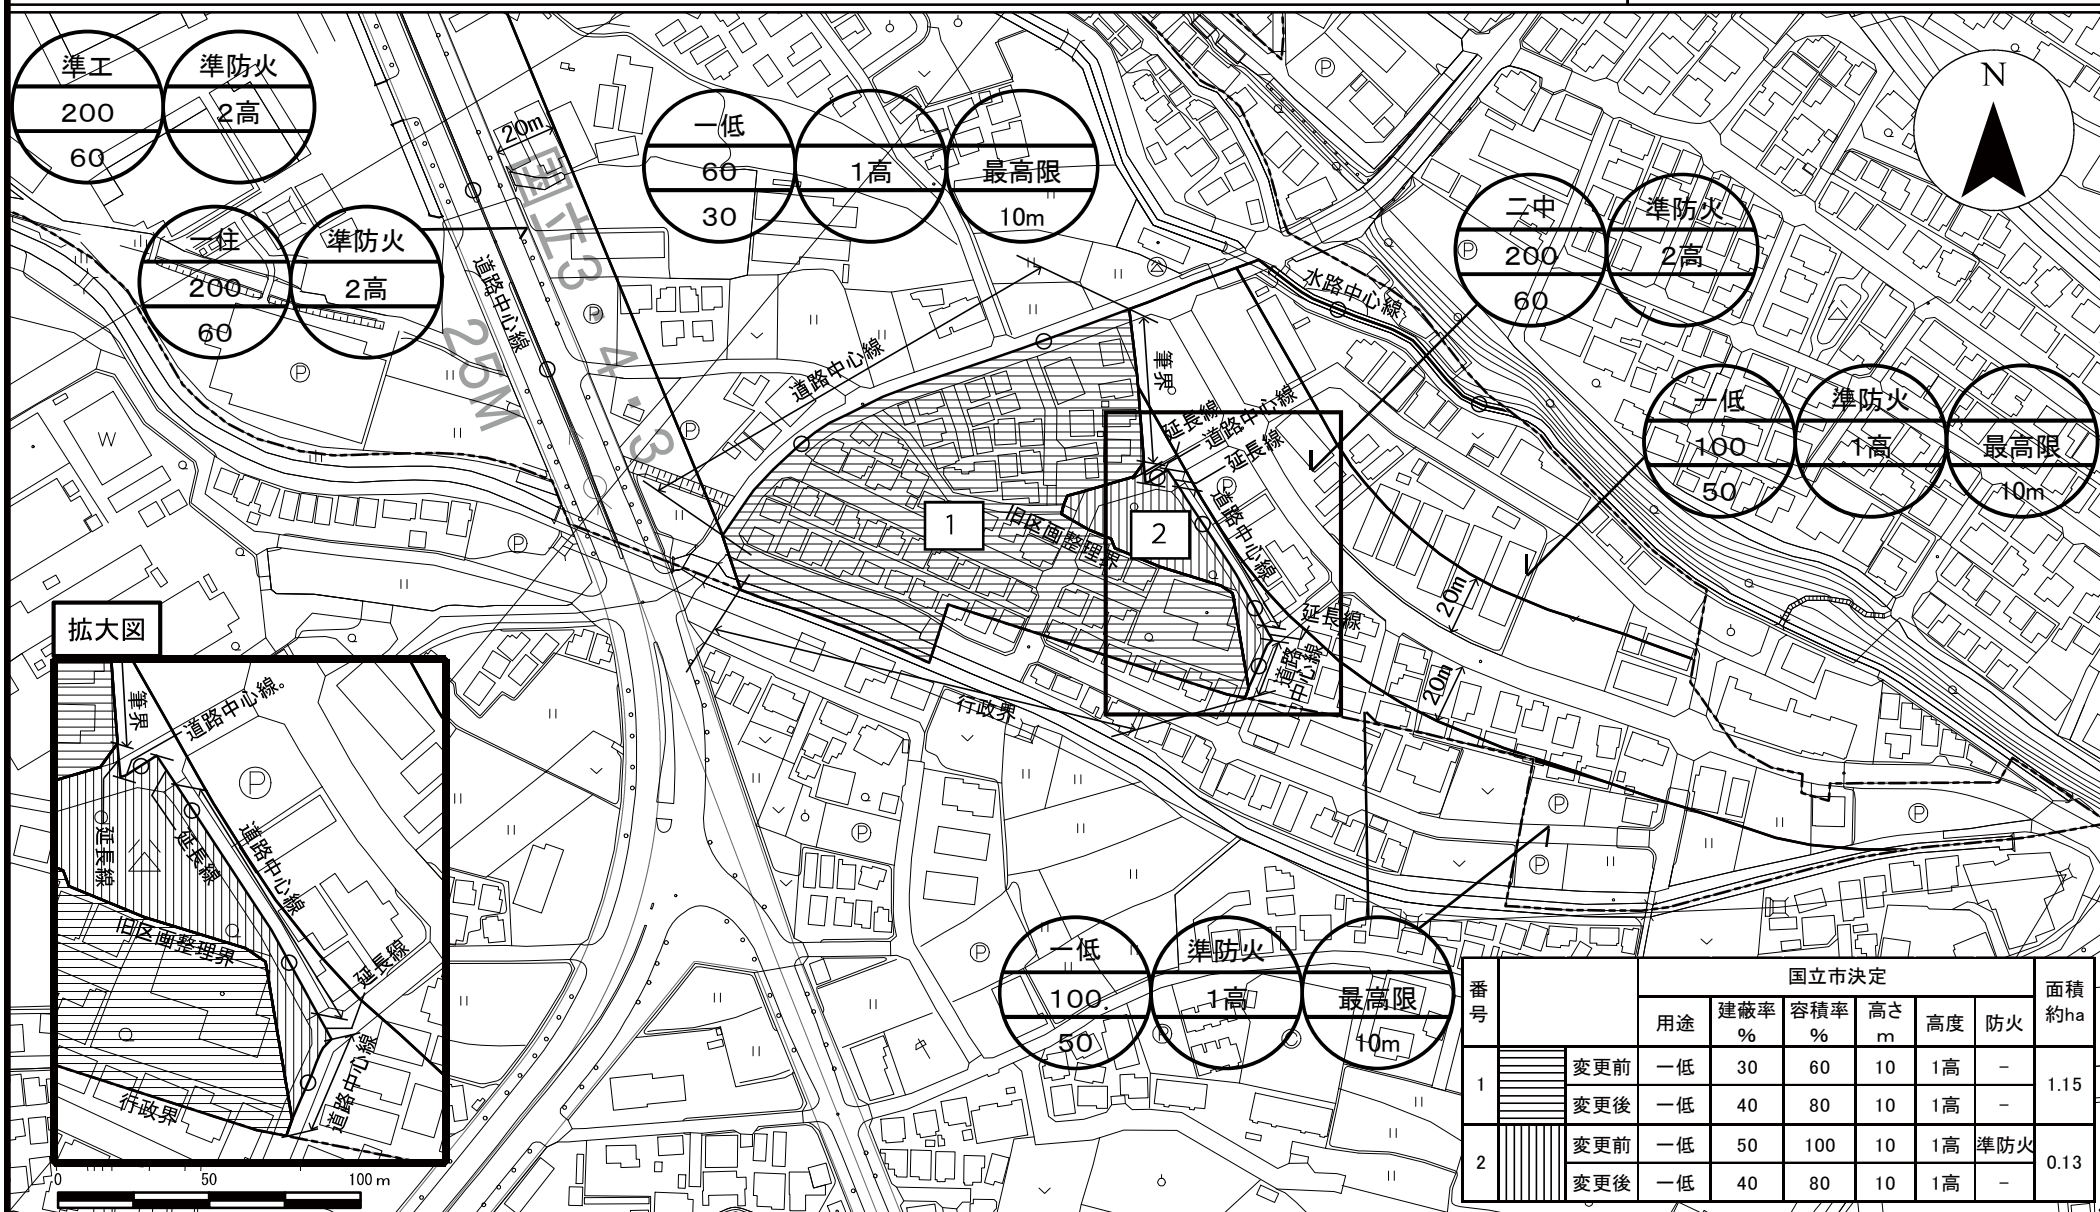 準工
200
60
準防火
2高
一住
200
60
準防火
2高
20m
国立3・4・3
25M
道路中心線
一低
60
30
1高
最高限
10m
N
二中
200
60
準防火
2高
水路中心線
道路中心線
筆界
延長線
道路中心線
延長線
道路中心線
一低
100
50
準防火
1高
最高限
10m
W
P
P
P
P
P
P
P
P
1
2
旧区画整理界
延長線
道路
中心線
20m
20m
行政界
P
P
P
P
P
P
中
拡大図
筆界
道路中心線
P
延長線
延長線
道路中心線
旧区画整理界
延長線
道路中心線
行政界
0 50 100 m
一低
100
50
準防火
1高
最高限
10m
番号 国立市決定 面積約ha
用途 建蔽率% 容積率% 高さm 高度 防火
1 変更前 一低 30 60 10 1高 - 1.15
変更後 一低 40 80 10 1高 -
2 変更前 一低 50 100 10 1高 準防火 0.13
変更後 一低 40 80 10 1高 -